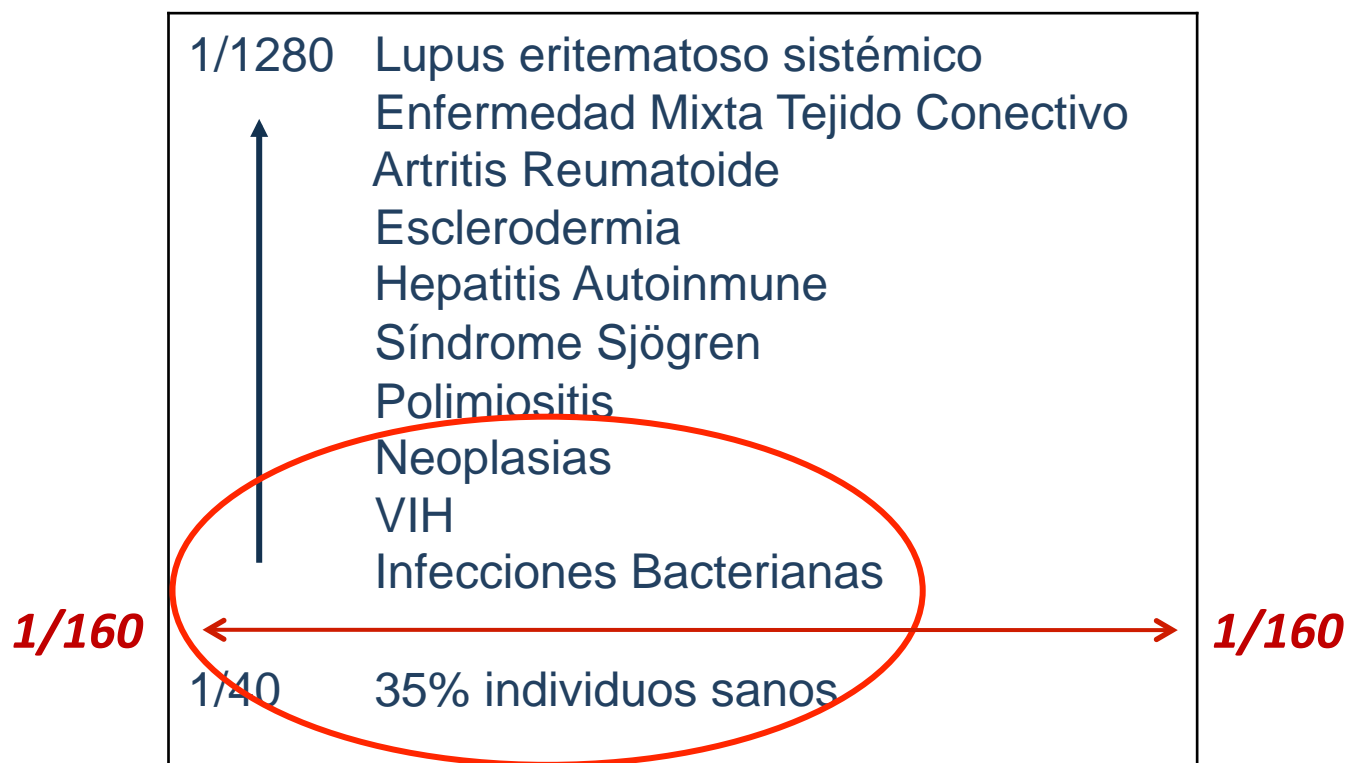 1/1280 Lupus eritematoso sistémico
Enfermedad Mixta Tejido Conectivo
Artritis Reumatoide
Esclerodermia
Hepatitis Autoinmune
Síndrome Sjögren
Polimiositis
Neoplasias
VIH
Infecciones Bacterianas
1/160 1/160
1/40 35% individuos sanos